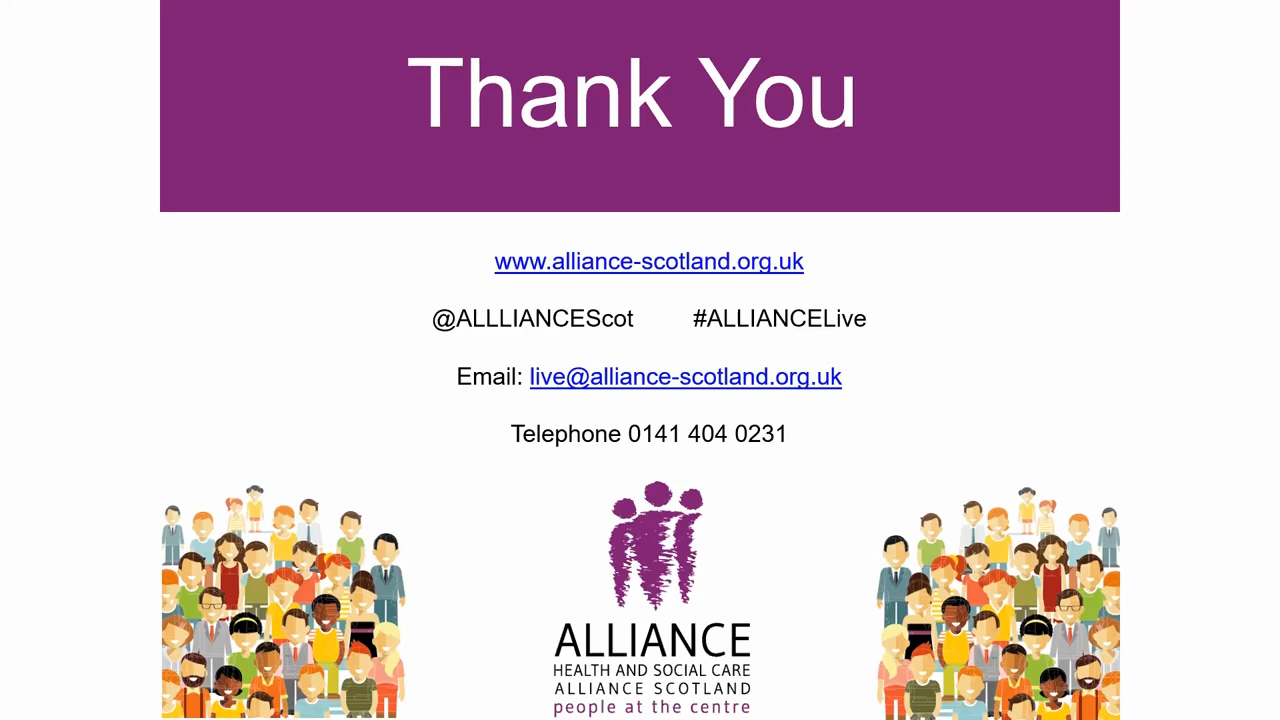 Thank You
www.alliance-scotland.org.uk
@ALLLIANCEScot #ALLIANCELive
Email: live@alliance-scotland.org.uk
Telephone 0141 404 0231
ALLIANCE
HEALTH AND SOCIAL CARE
ALLIANCE SCOTLAND
people at the centre